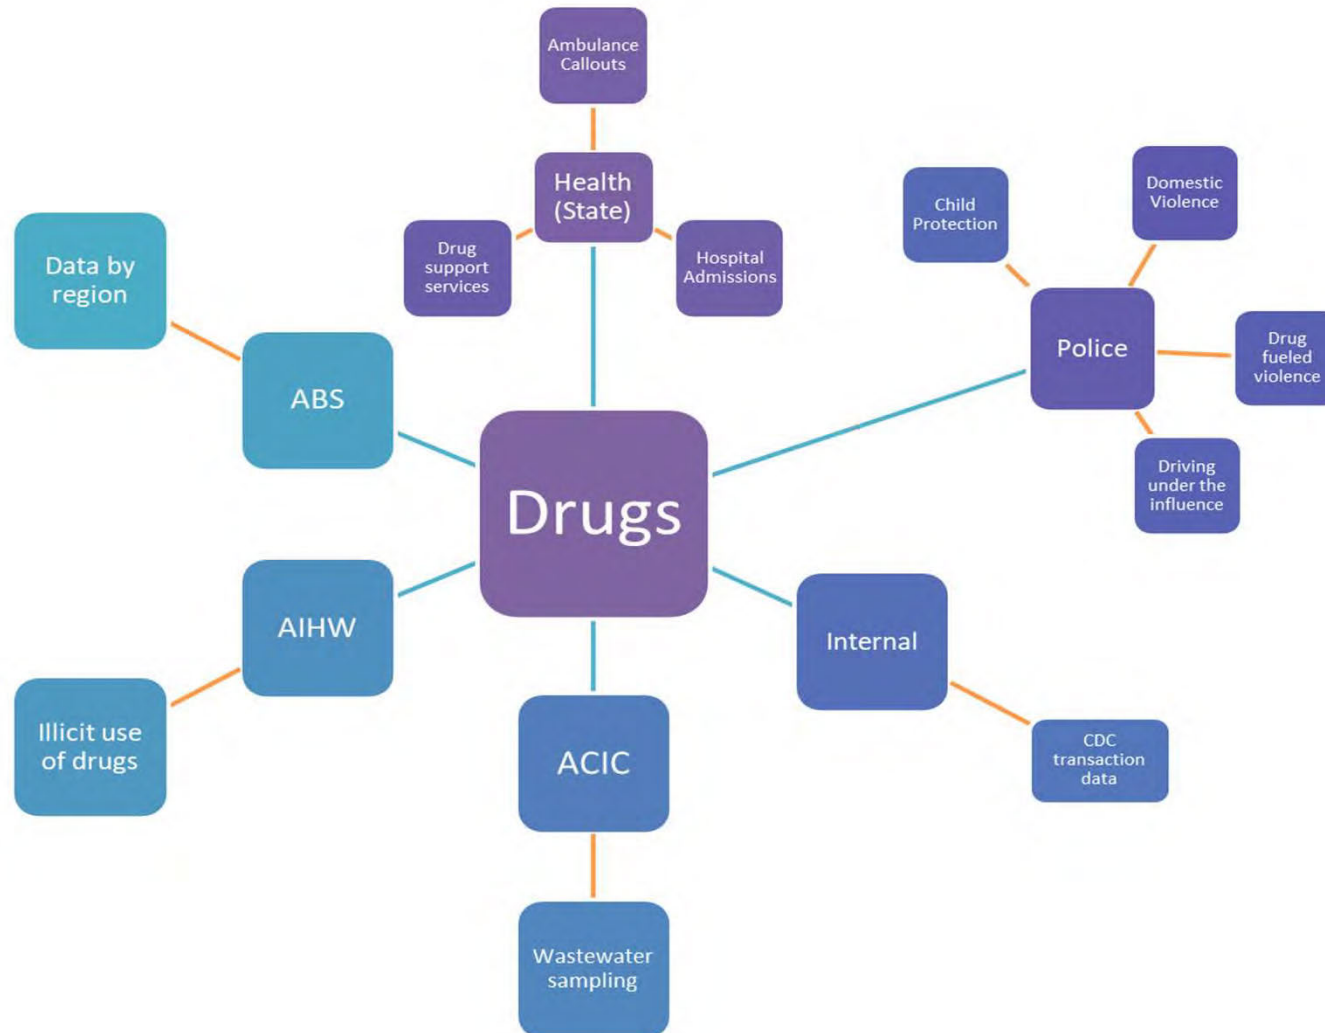 Ambulance
Callouts
Health
(State)
Drug
support
services
Hospital
Admissions
Child
Protection
Domestic
Violence
Police
Drug
fueled
violence
Driving
under the
influence
Data by
region
ABS
Drugs
AIHW
Illicit use
of drugs
Internal
CDC
transaction
data
ACIC
Wastewater
sampling